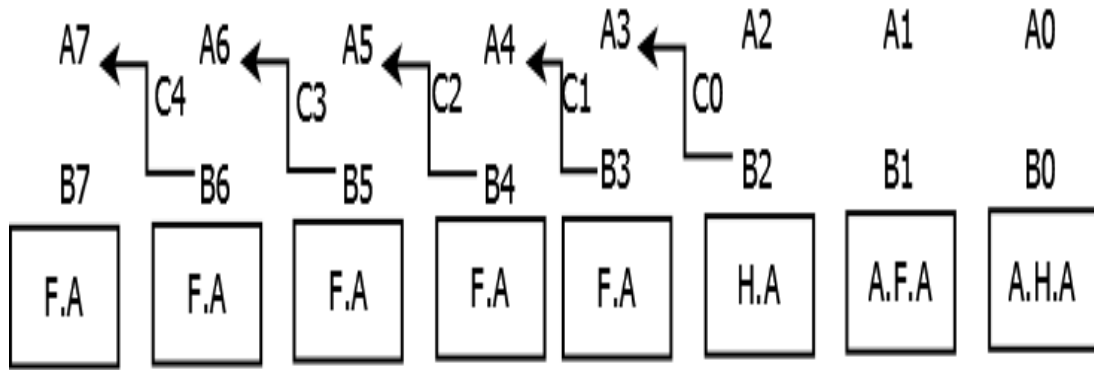 A7 A6 A5 A4 A3 A2 A1 A0
C4 C3 C2 C1 C0
B7 B6 B5 B4 B3 B2 B1 B0
F.A F.A F.A F.A F.A H.A A.F.A A.H.A